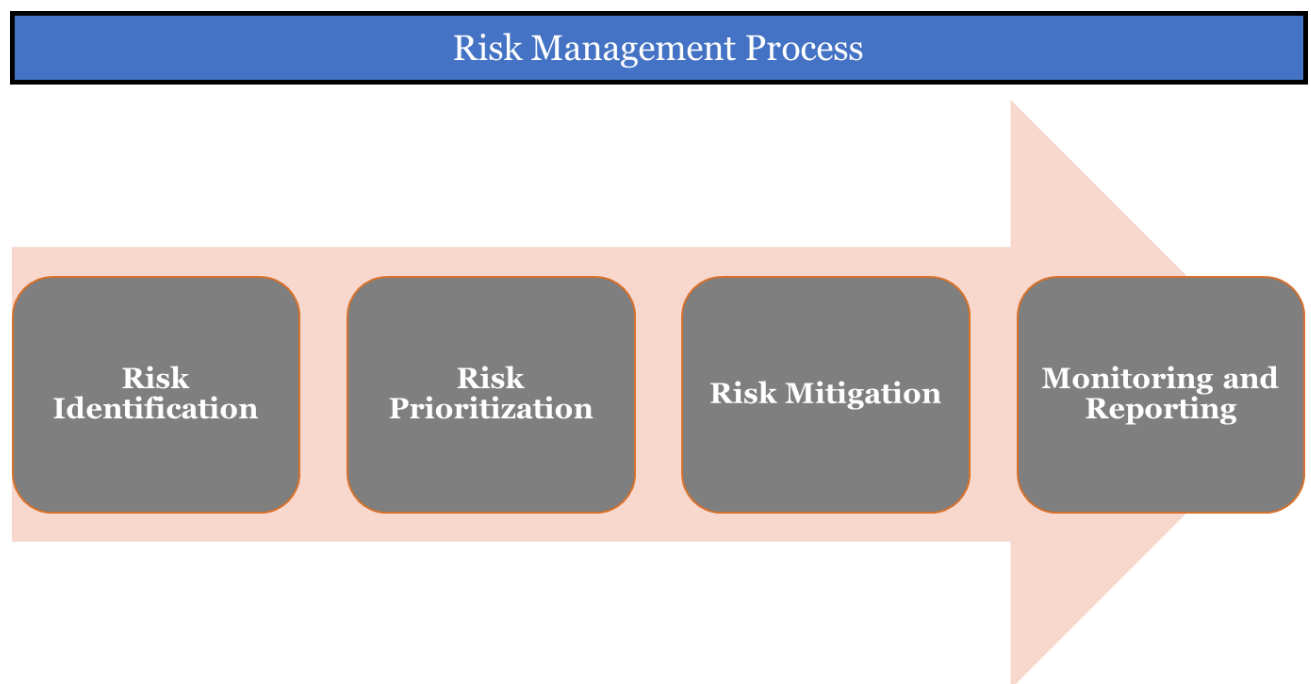 Risk Management Process
Risk
Identification
Risk
Prioritization
Risk Mitigation
Monitoring and
Reporting